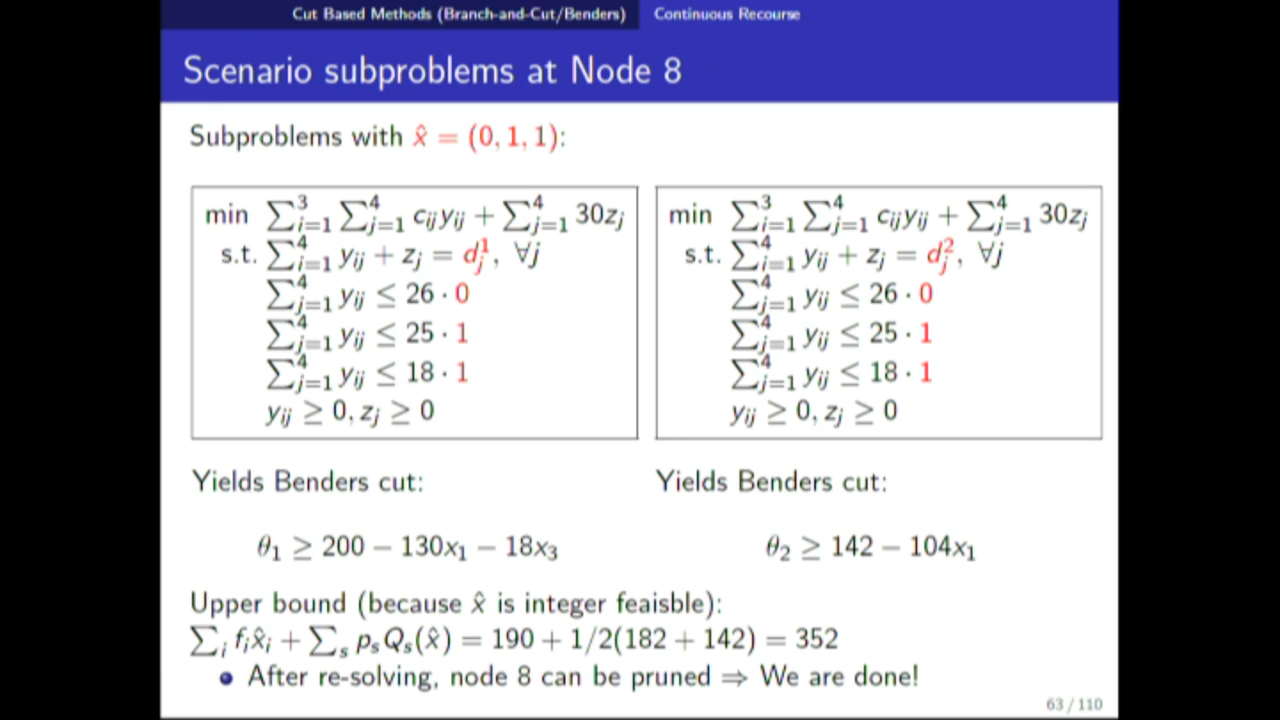 Cut Based Methods (Branch-and-Cut/Benders) Continuous Recourse
Scenario subproblems at Node 8
Subproblems with x̂ = (0, 1, 1):
min ∑³ᵢ₌₁ ∑⁴ⱼ₌₁ cᵢⱼyᵢⱼ + ∑⁴ⱼ₌₁ 30zⱼ
s.t. ∑⁴ᵢ₌₁ yᵢⱼ + zⱼ = d¹ⱼ, ∀j
∑⁴ⱼ₌₁ yᵢⱼ ≤ 26 · 0
∑⁴ⱼ₌₁ yᵢⱼ ≤ 25 · 1
∑⁴ⱼ₌₁ yᵢⱼ ≤ 18 · 1
yᵢⱼ ≥ 0, zⱼ ≥ 0
min ∑³ᵢ₌₁ ∑⁴ⱼ₌₁ cᵢⱼyᵢⱼ + ∑⁴ⱼ₌₁ 30zⱼ
s.t. ∑⁴ᵢ₌₁ yᵢⱼ + zⱼ = d²ⱼ, ∀j
∑⁴ⱼ₌₁ yᵢⱼ ≤ 26 · 0
∑⁴ⱼ₌₁ yᵢⱼ ≤ 25 · 1
∑⁴ⱼ₌₁ yᵢⱼ ≤ 18 · 1
yᵢⱼ ≥ 0, zⱼ ≥ 0
Yields Benders cut:
θ₁ ≥ 200 − 130x₁ − 18x₃
Yields Benders cut:
θ₂ ≥ 142 − 104x₁
Upper bound (because x̂ is integer feaisble):
∑ᵢ fᵢx̂ᵢ + ∑ₛ pₛQₛ(x̂) = 190 + 1/2(182 + 142) = 352
• After re-solving, node 8 can be pruned ⇒ We are done!
63 / 110